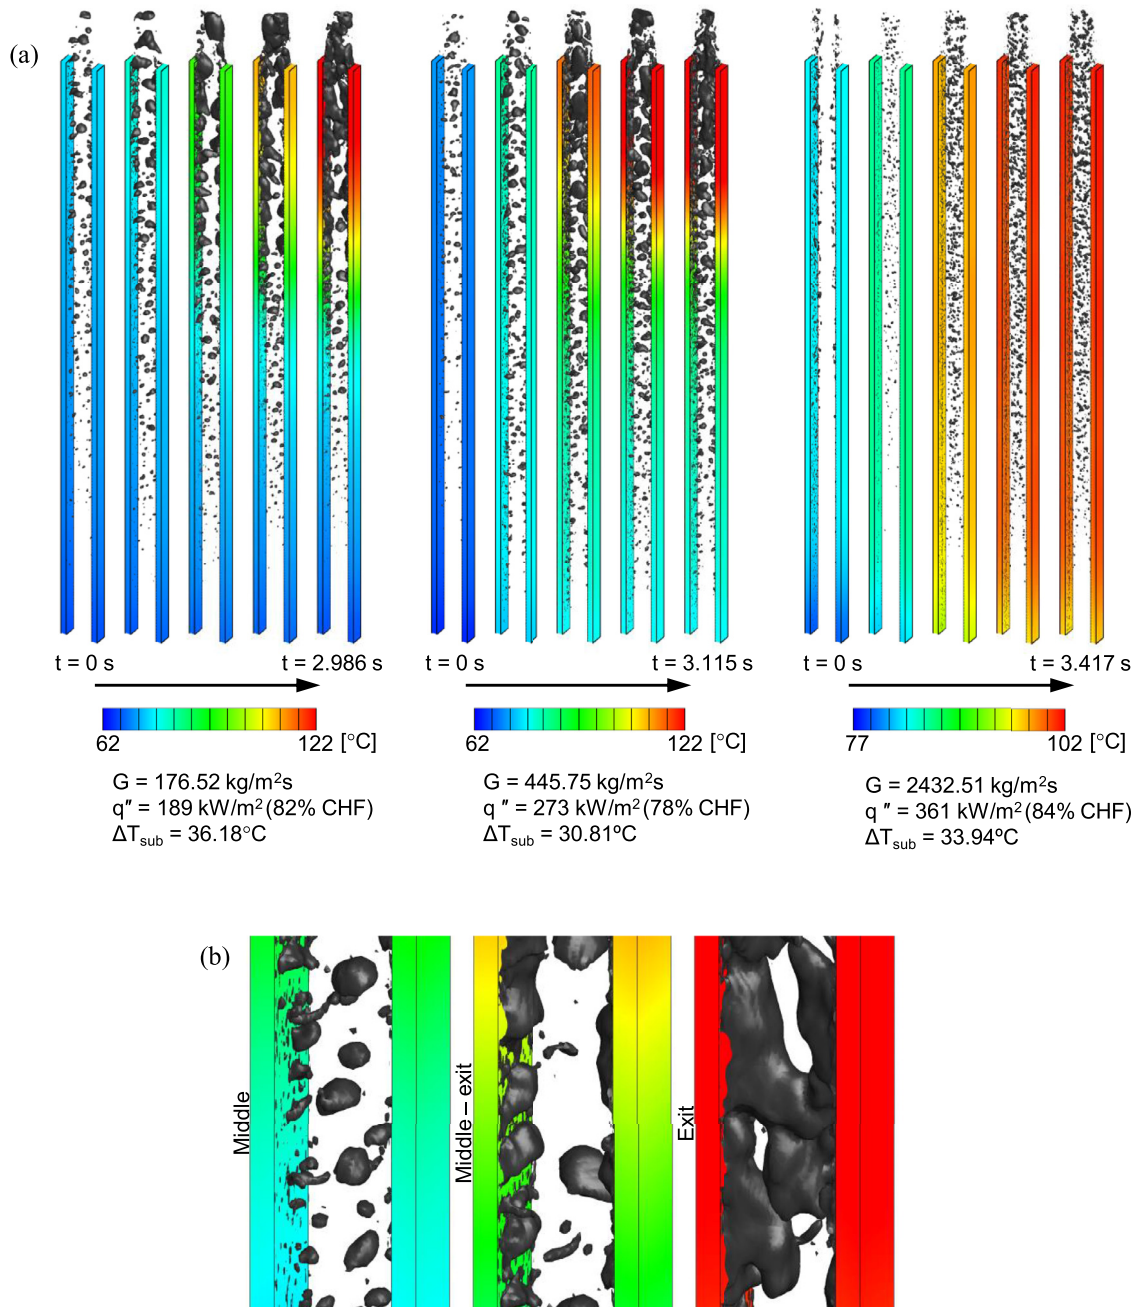 (a)
t = 0 s
t = 2.986 s
t = 0 s
t = 3.115 s
t = 0 s
t = 3.417 s
62
122 [°C]
62
122 [°C]
77
102 [°C]
G = 176.52 kg/m²s
q″ = 189 kW/m² (82% CHF)
ΔTsub = 36.18°C
G = 445.75 kg/m²s
q ″ = 273 kW/m² (78% CHF)
ΔTsub = 30.81ºC
G = 2432.51 kg/m²s
q ″ = 361 kW/m² (84% CHF)
ΔTsub = 33.94ºC
(b)
Middle
Middle – exit
Exit